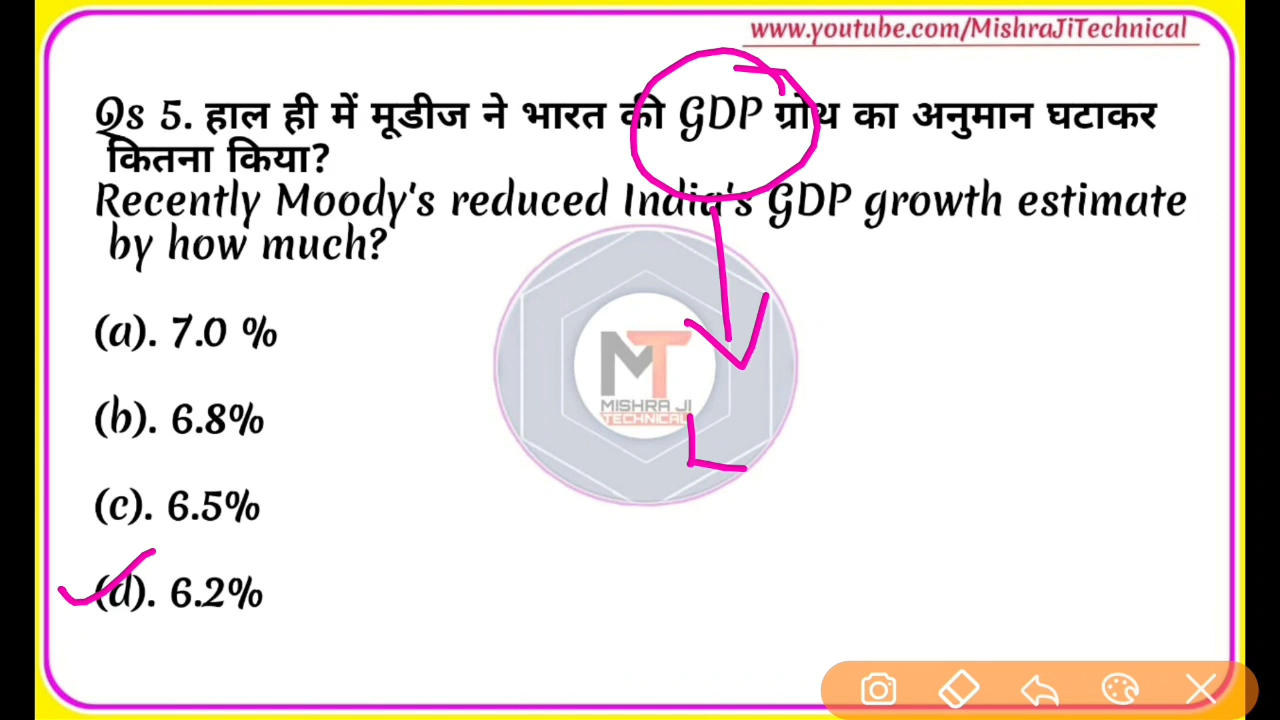 www.youtube.com/MishraJiTechnical
Qs 5. हाल ही में मूडीज ने भारत की GDP ग्रोथ का अनुमान घटाकर
कितना किया?
Recently Moody's reduced India's GDP growth estimate
by how much?
MT
MISHRA JI
TECHNICAL
(a). 7.0 %
(b). 6.8%
(c). 6.5%
(d). 6.2%